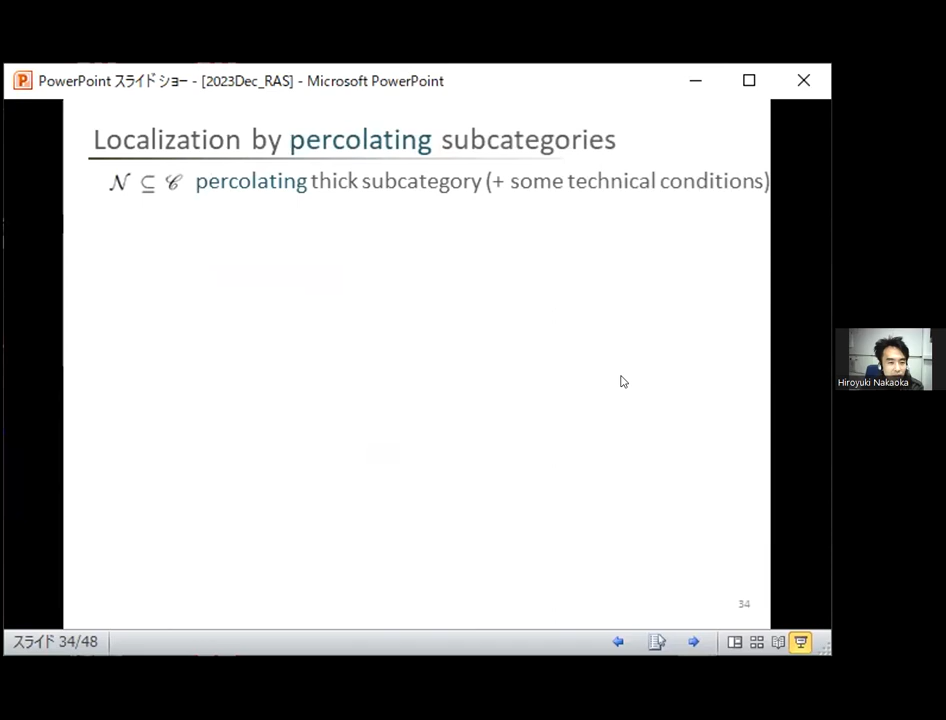 PowerPoint スライド ショー - [2023Dec_RAS] - Microsoft PowerPoint
Localization by percolating subcategories
𝒩 ⊆ 𝒞 percolating thick subcategory (+ some technical conditions)
Hiroyuki Nakaoka
34
スライド 34/48